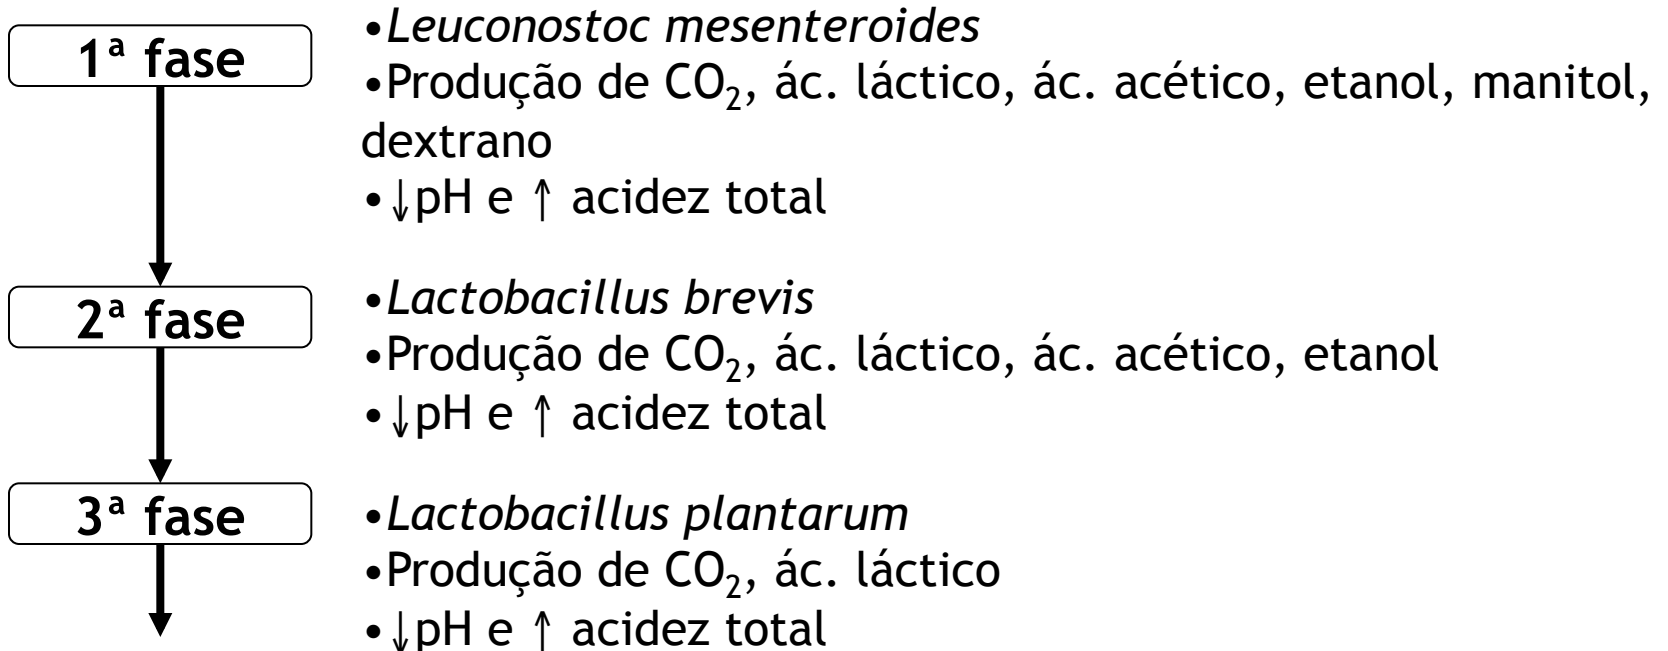 1ª fase
•Leuconostoc mesenteroides
•Produção de CO₂, ác. láctico, ác. acético, etanol, manitol,
dextrano
•↓pH e ↑ acidez total
2ª fase
•Lactobacillus brevis
•Produção de CO₂, ác. láctico, ác. acético, etanol
•↓pH e ↑ acidez total
3ª fase
•Lactobacillus plantarum
•Produção de CO₂, ác. láctico
•↓pH e ↑ acidez total